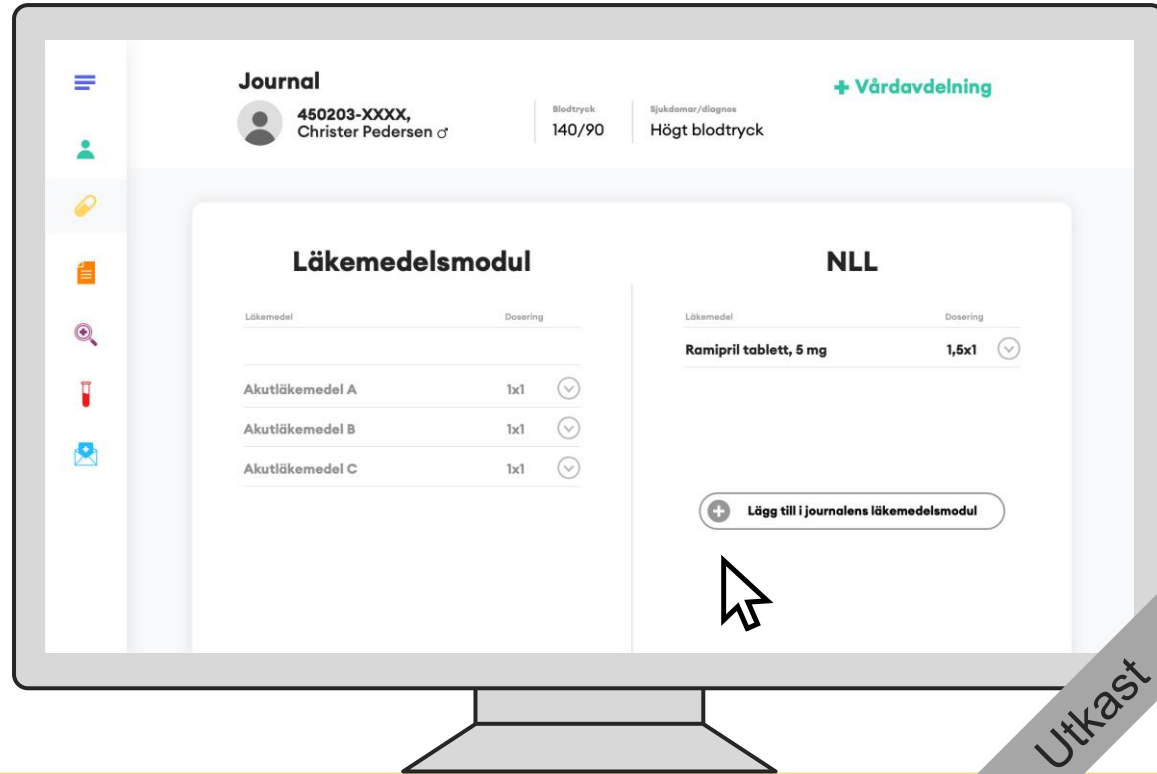 Journal
450203-XXXX,
Christer Pedersen ♂
Blodtryck
140/90
Sjukdomar/diagnos
Högt blodtryck
+ Vårdavdelning
Läkemedelsmodul
Läkemedel
Dosering
Akutläkemedel A
1x1
Akutläkemedel B
1x1
Akutläkemedel C
1x1
NLL
Läkemedel
Dosering
Ramipril tablett, 5 mg
1,5x1
Lägg till i journalens läkemedelsmodul
Utkast